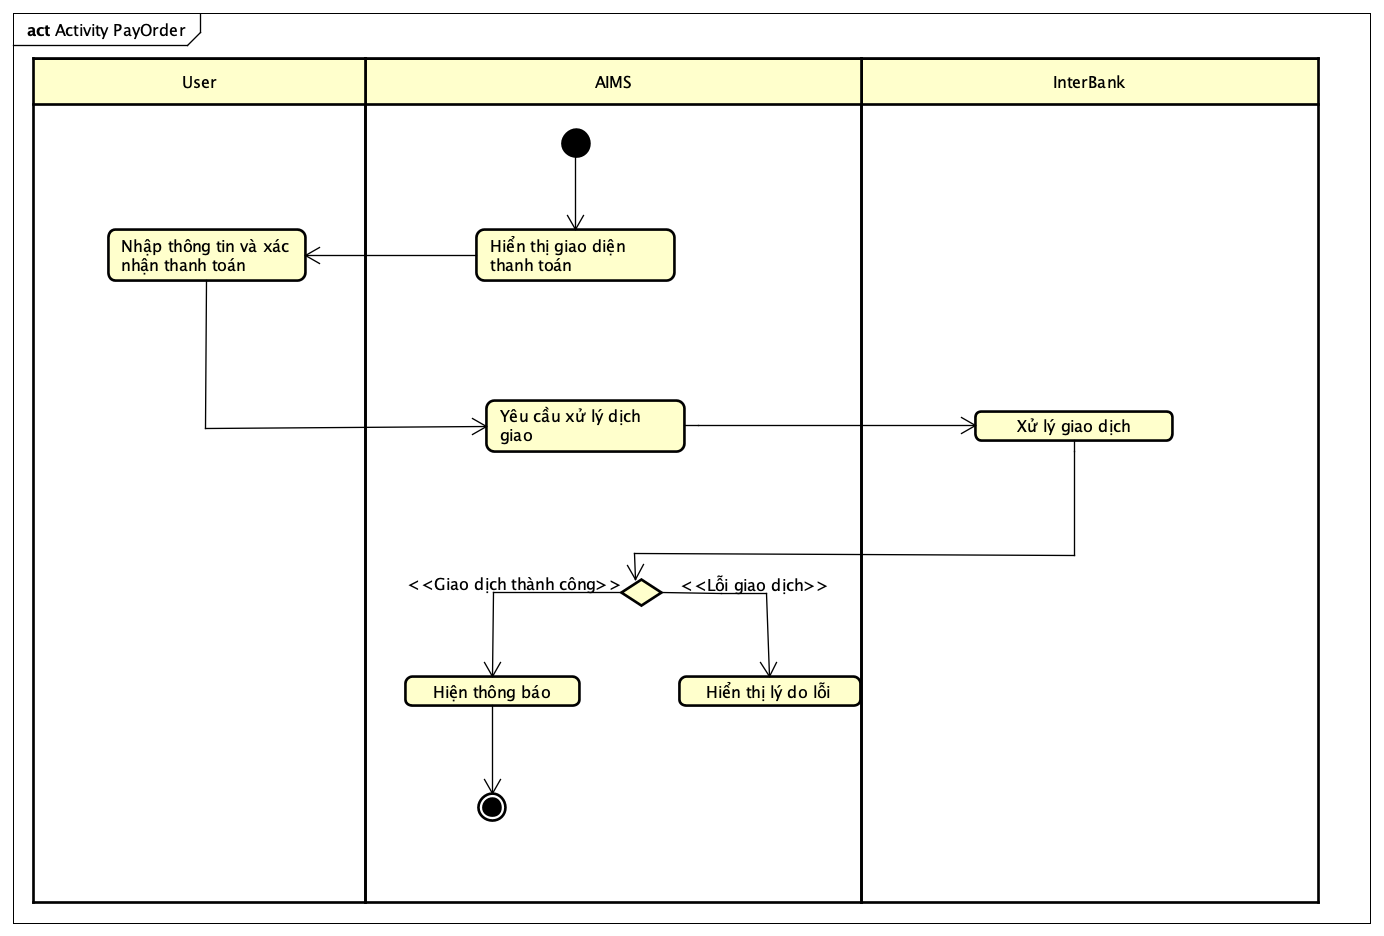 act Activity PayOrder
User
AIMS
InterBank
Nhập thông tin và xác
nhận thanh toán
Hiển thị giao diện
thanh toán
Yêu cầu xử lý dịch
giao
Xử lý giao dịch
<<Giao dịch thành công>>
<<Lỗi giao dịch>>
Hiện thông báo
Hiển thị lý do lỗi